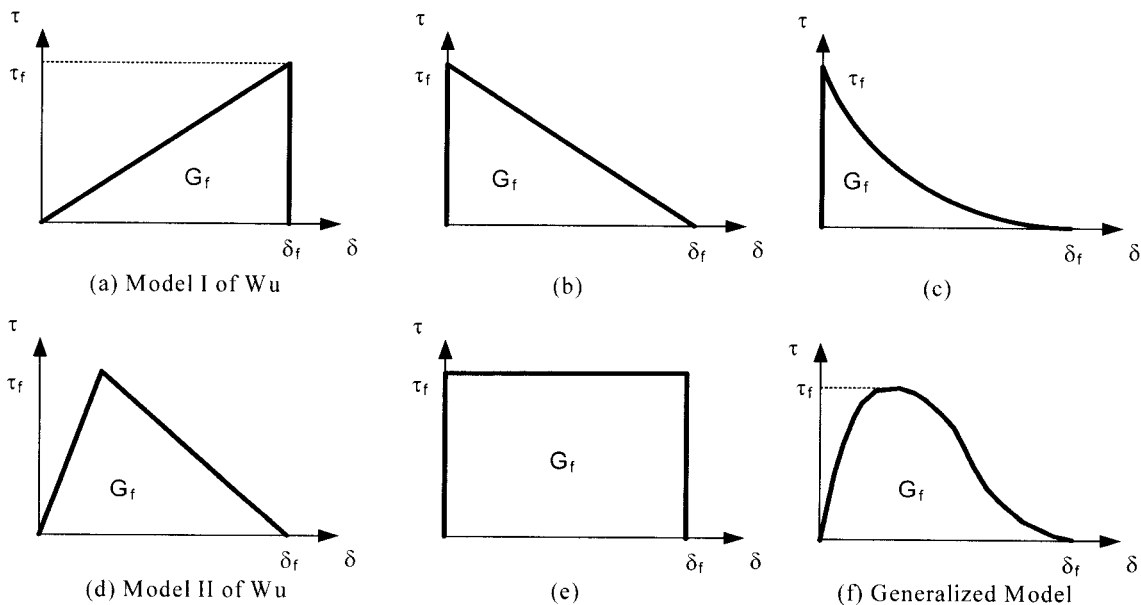 τ
τf
Gf
δf
δ
(a) Model I of Wu
τ
τf
Gf
δf
δ
(b)
τ
τf
Gf
δf
δ
(c)
τ
τf
Gf
δf
δ
(d) Model II of Wu
τ
τf
Gf
δf
δ
(e)
τ
τf
Gf
δf
δ
(f) Generalized Model